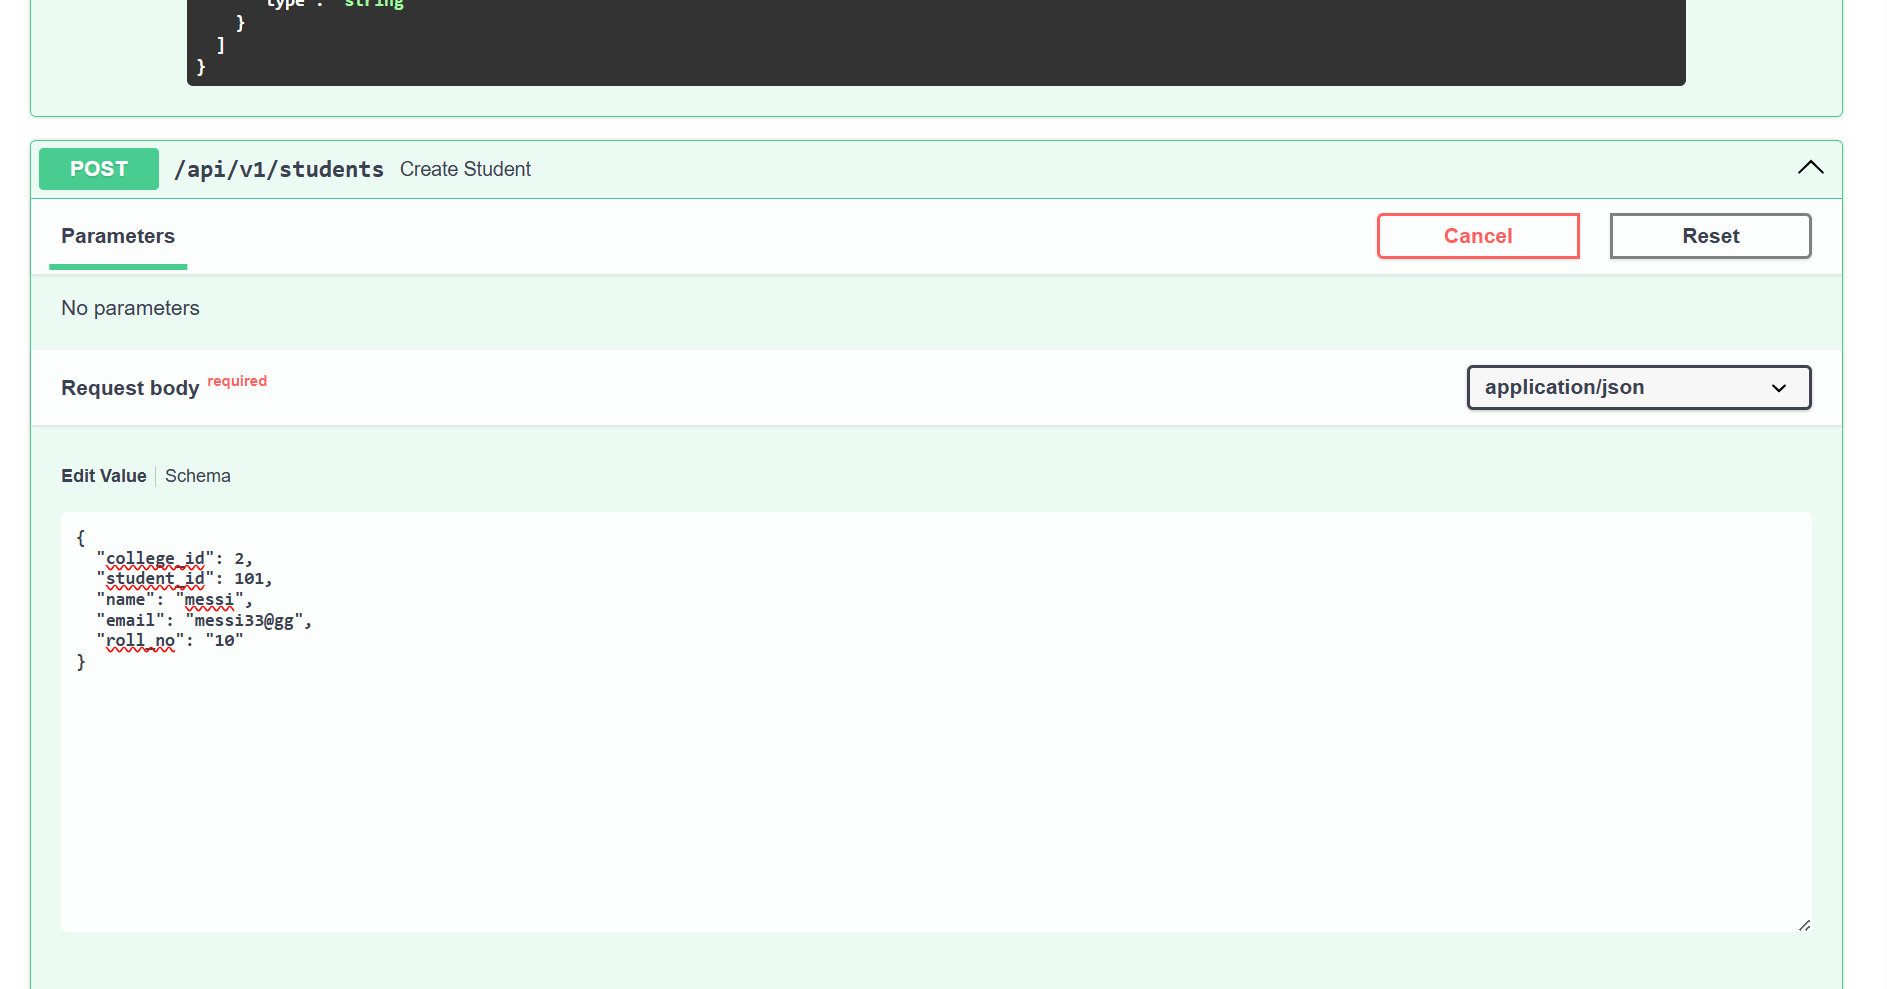 "type": "string"
}
]
}
POST /api/v1/students Create Student
Parameters
Cancel
Reset
No parameters
Request body required
application/json
Edit Value
Schema
{
"college_id": 2,
"student_id": 101,
"name": "messi",
"email": "messi33@gg",
"roll_no": "10"
}